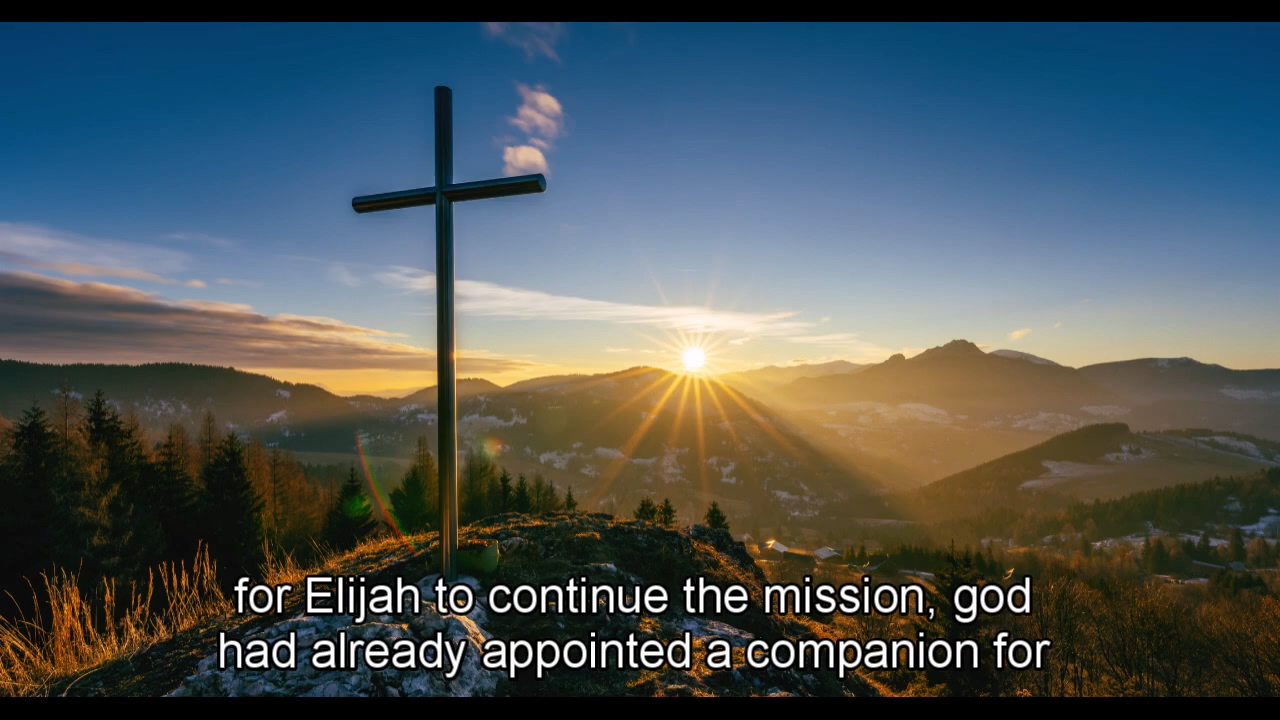 for Elijah to continue the mission, god
had already appointed a companion for